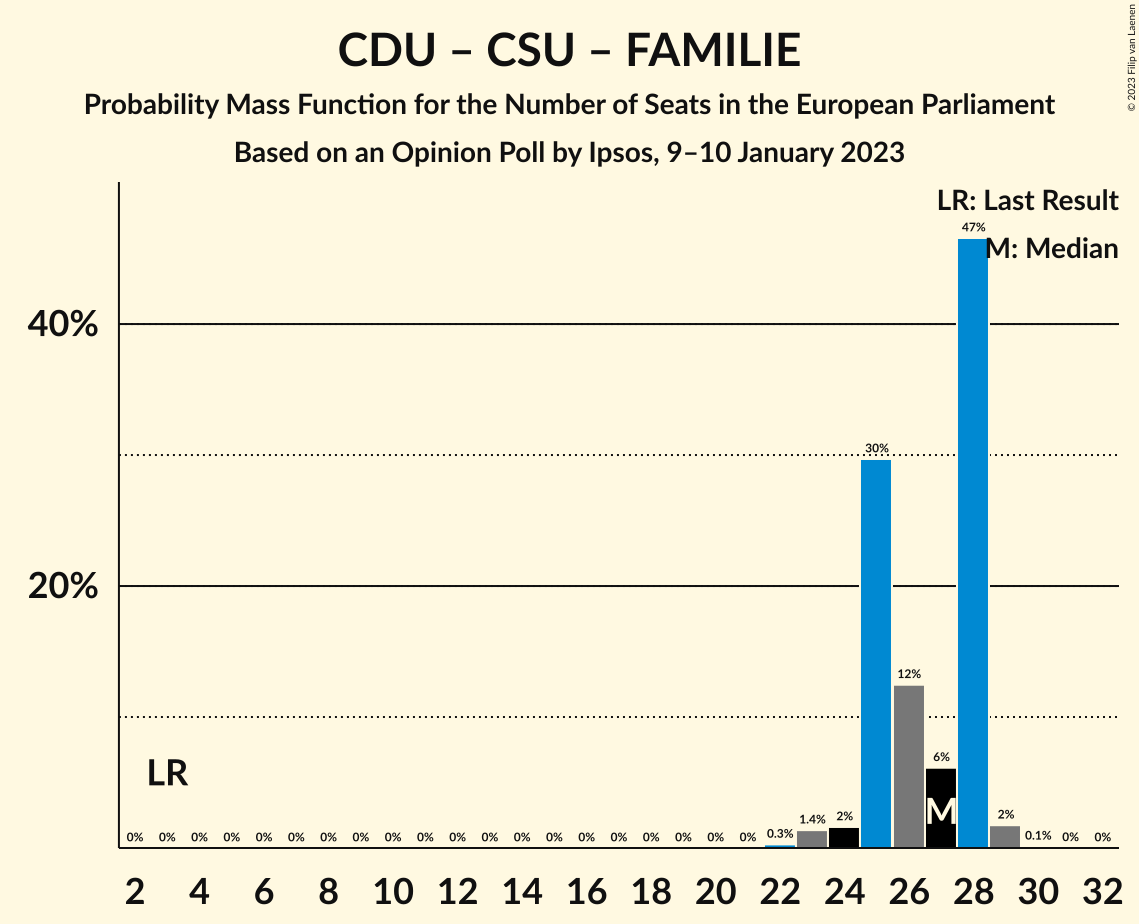 CDU – CSU – FAMILIE
Probability Mass Function for the Number of Seats in the European Parliament
Based on an Opinion Poll by Ipsos, 9–10 January 2023
© 2023 Filip van Laenen
LR: Last Result
M: Median
47%
40%
30%
20%
12%
6%
LR
M
0% 0% 0% 0% 0% 0% 0% 0% 0% 0% 0% 0% 0% 0% 0% 0% 0% 0% 0% 0% 0.3% 1.4% 2% 2% 0.1% 0% 0%
2 4 6 8 10 12 14 16 18 20 22 24 26 28 30 32